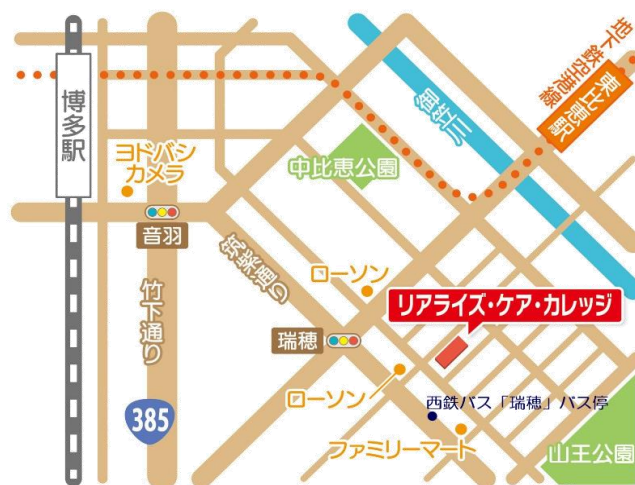 地下鉄空港線
東比恵駅
博多駅
御笠川
ヨドバシ
カメラ
中比恵公園
音羽
筑紫通り
竹下通り
ローソン
リアライズ・ケア・カレッジ
瑞穂
ローソン
西鉄バス「瑞穂」バス停
385
ファミリーマート
山王公園